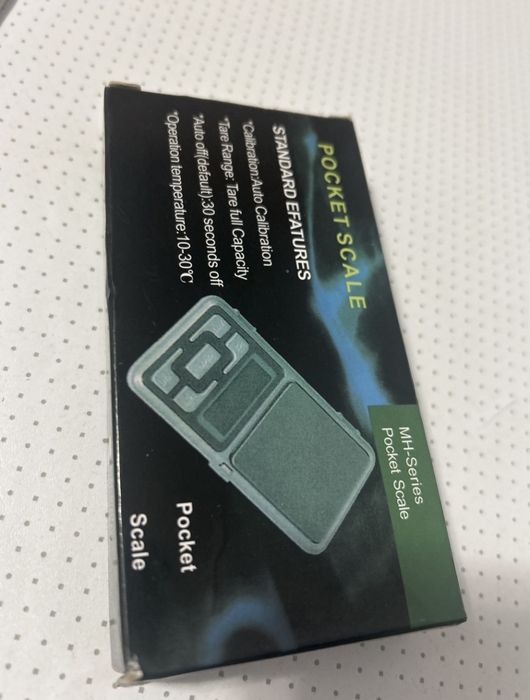 POCKET SCALE
STANDARD EFATURES
*Calibration:Auto Calibration
*Tare Range: Tare full Capacity
*Auto off(default):30 seconds off
*Operation temperature:10-30℃
MH-Series
Pocket Scale
Pocket
Scale